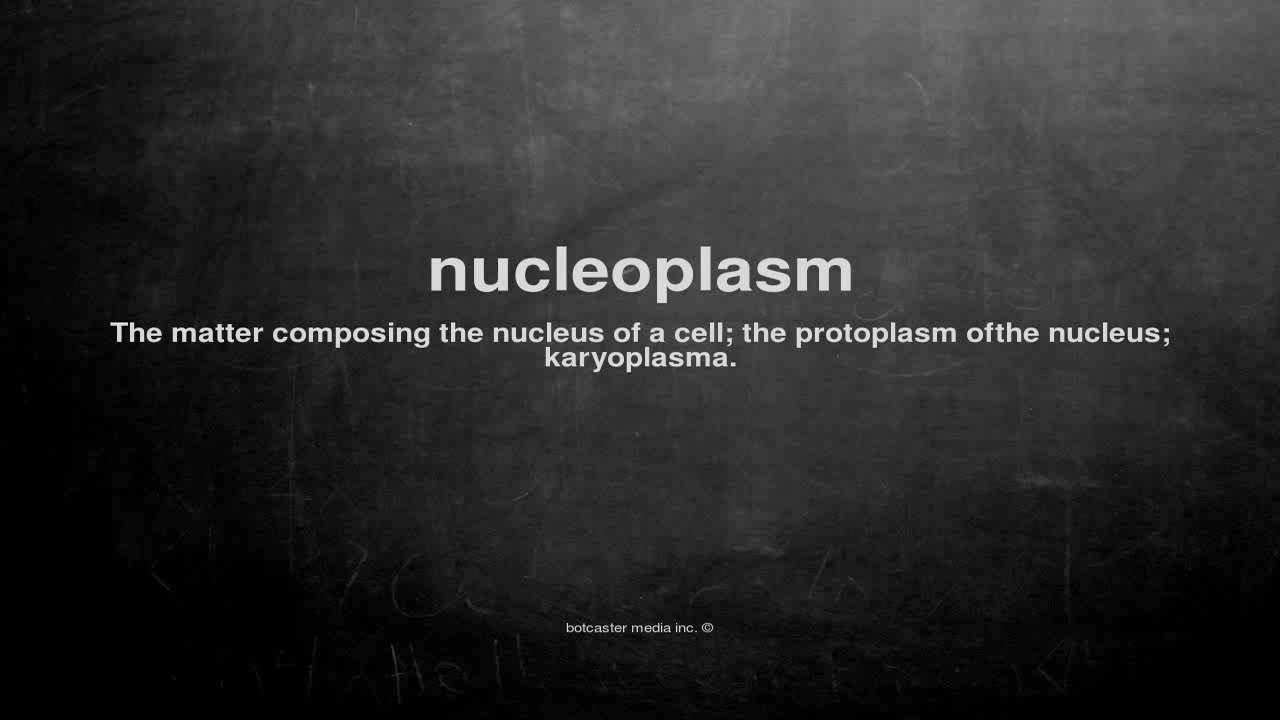 nucleoplasm
The matter composing the nucleus of a cell; the protoplasm ofthe nucleus;
karyoplasma.
botcaster media inc. ©